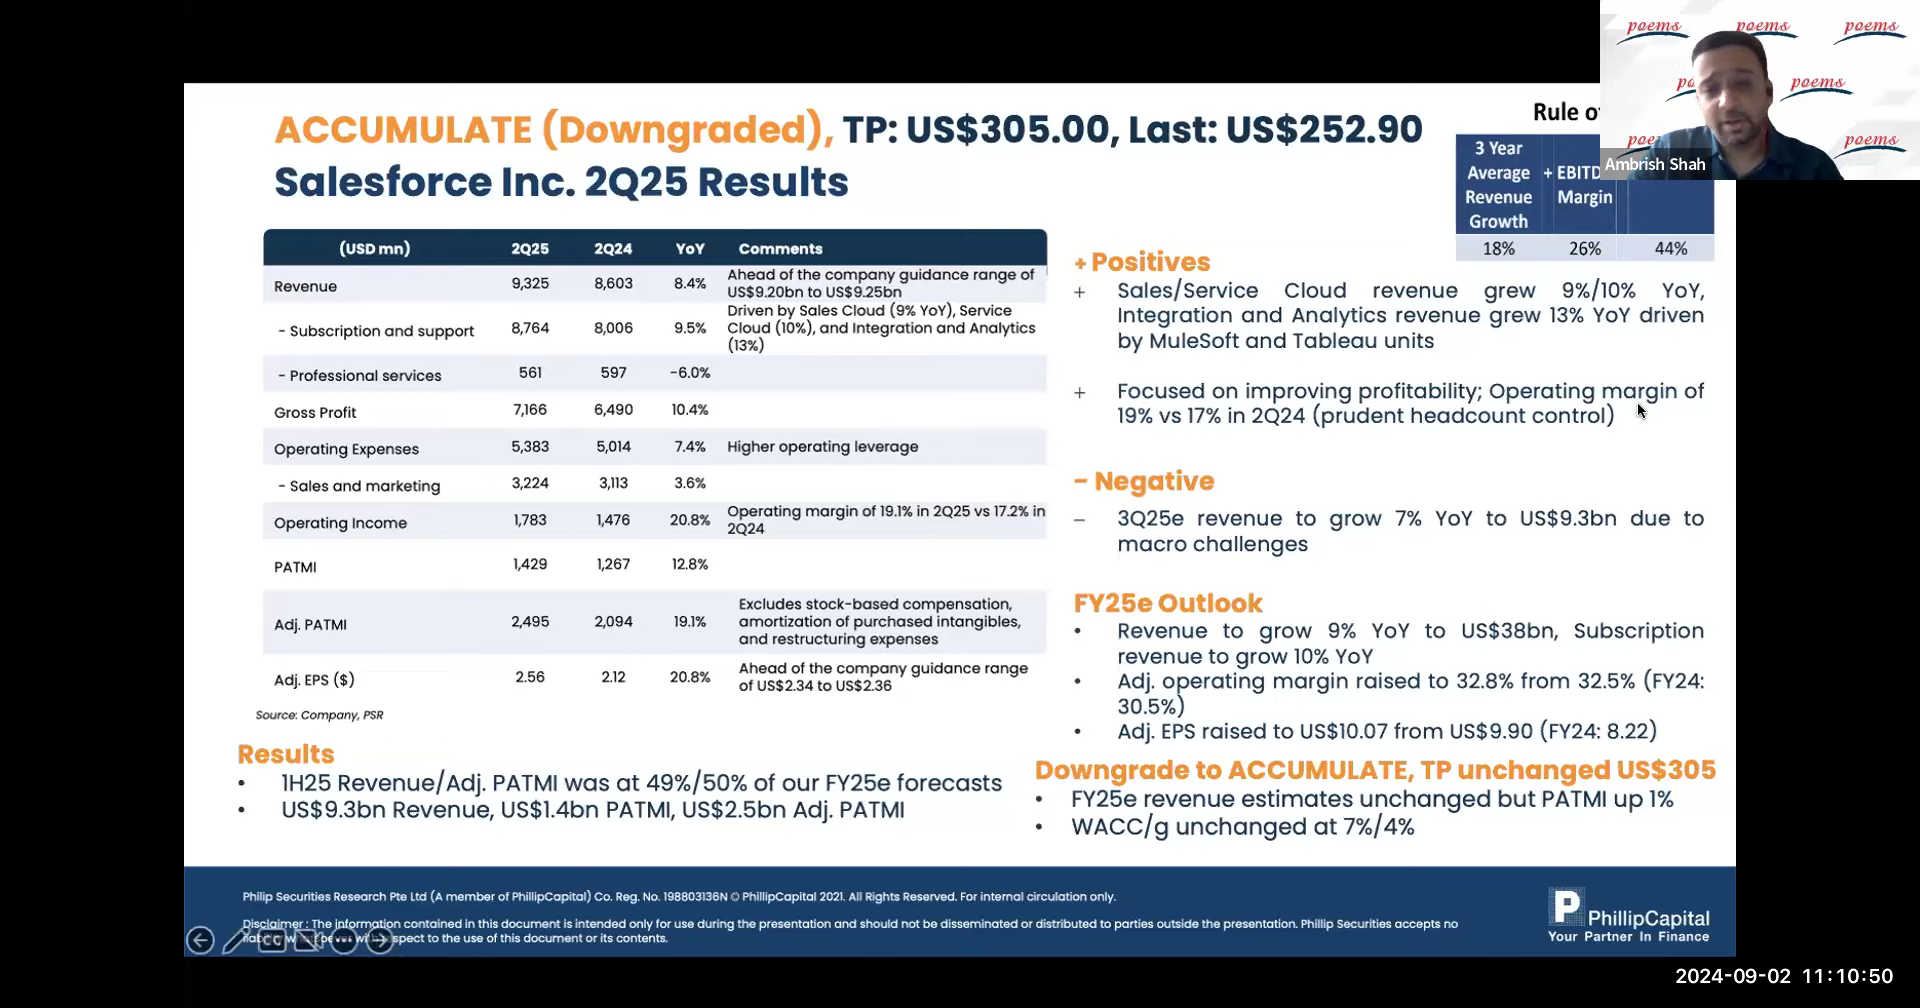 poems poems poems
poems
poems
Ambrish Shah
ACCUMULATE (Downgraded), TP: US$305.00, Last: US$252.90
Salesforce Inc. 2Q25 Results
Rule of
3 Year
Average
Revenue
Growth
+ EBITD
Margin
18% 26% 44%
(USD mn) 2Q25 2Q24 YoY Comments
Revenue 9,325 8,603 8.4% Ahead of the company guidance range of
US$9.20bn to US$9.25bn
- Subscription and support 8,764 8,006 9.5% Driven by Sales Cloud (9% YoY), Service
Cloud (10%), and Integration and Analytics
(13%)
- Professional services 561 597 -6.0%
Gross Profit 7,166 6,490 10.4%
Operating Expenses 5,383 5,014 7.4% Higher operating leverage
- Sales and marketing 3,224 3,113 3.6%
Operating Income 1,783 1,476 20.8% Operating margin of 19.1% in 2Q25 vs 17.2% in
2Q24
PATMI 1,429 1,267 12.8%
Adj. PATMI 2,495 2,094 19.1% Excludes stock-based compensation,
amortization of purchased intangibles,
and restructuring expenses
Adj. EPS ($) 2.56 2.12 20.8% Ahead of the company guidance range
of US$2.34 to US$2.36
Source: Company, PSR
Results
• 1H25 Revenue/Adj. PATMI was at 49%/50% of our FY25e forecasts
• US$9.3bn Revenue, US$1.4bn PATMI, US$2.5bn Adj. PATMI
+ Positives
+ Sales/Service Cloud revenue grew 9%/10% YoY,
Integration and Analytics revenue grew 13% YoY driven
by MuleSoft and Tableau units
+ Focused on improving profitability; Operating margin of
19% vs 17% in 2Q24 (prudent headcount control)
- Negative
- 3Q25e revenue to grow 7% YoY to US$9.3bn due to
macro challenges
FY25e Outlook
• Revenue to grow 9% YoY to US$38bn, Subscription
revenue to grow 10% YoY
• Adj. operating margin raised to 32.8% from 32.5% (FY24:
30.5%)
• Adj. EPS raised to US$10.07 from US$9.90 (FY24: 8.22)
Downgrade to ACCUMULATE, TP unchanged US$305
• FY25e revenue estimates unchanged but PATMI up 1%
• WACC/g unchanged at 7%/4%
Philip Securities Research Pte Ltd (A member of PhillipCapital) Co. Reg. No. 198803136N © PhillipCapital 2021. All Rights Reserved. For internal circulation only.
Disclaimer : The information contained in this document is intended only for use during the presentation and should not be disseminated or distributed to parties outside the presentation. Phillip Securities accepts no
respect to the use of this document or its contents.
CC
P PhillipCapital
Your Partner In Finance
2024-09-02 11:10:50